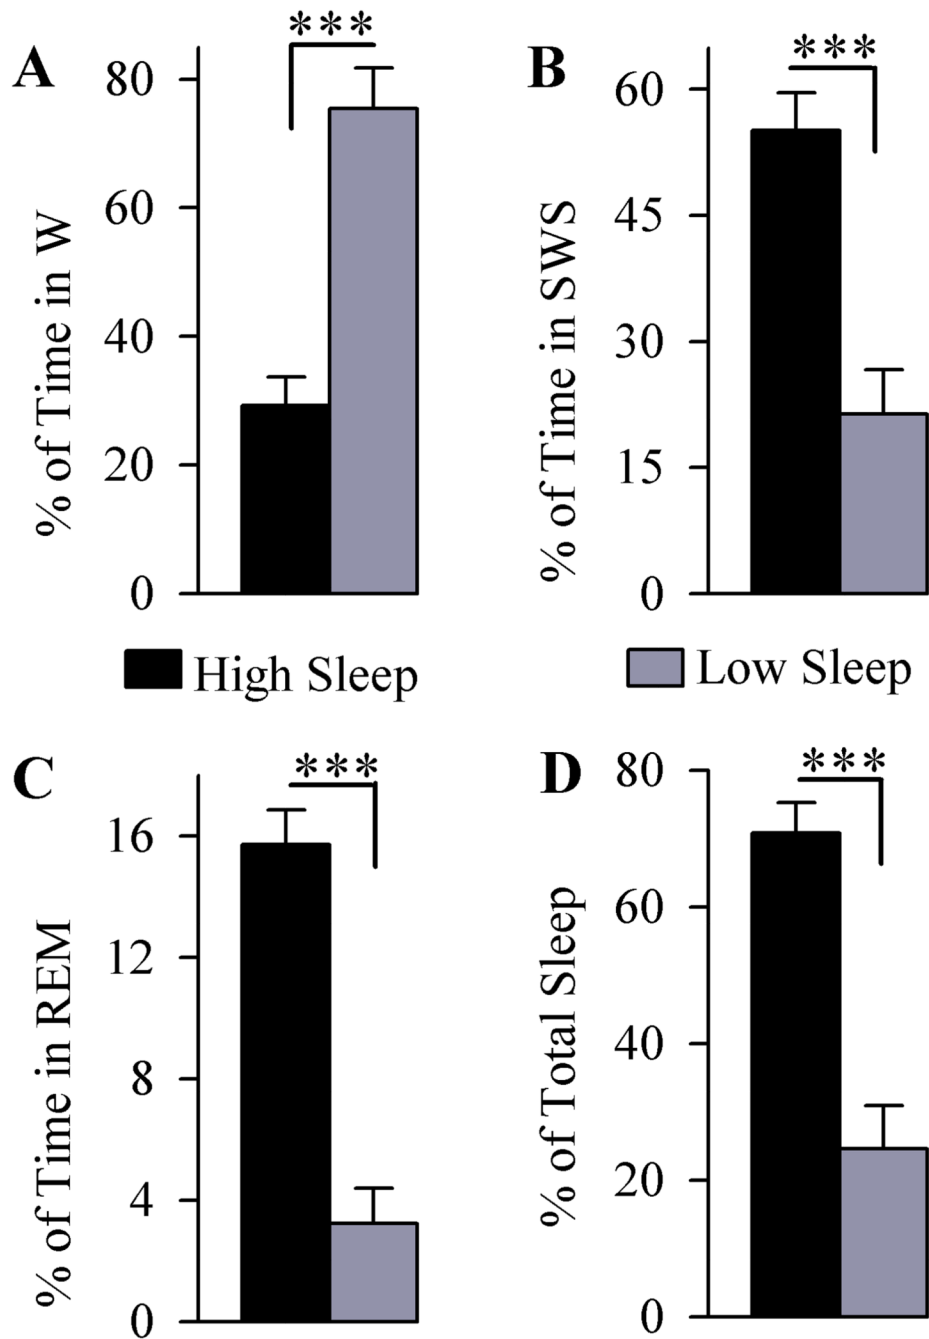 A
***
80
60
40
20
0
% of Time in W
B
***
60
45
30
15
0
% of Time in SWS
High Sleep
Low Sleep
C
***
16
12
8
4
0
% of Time in REM
D
***
80
60
40
20
0
% of Total Sleep